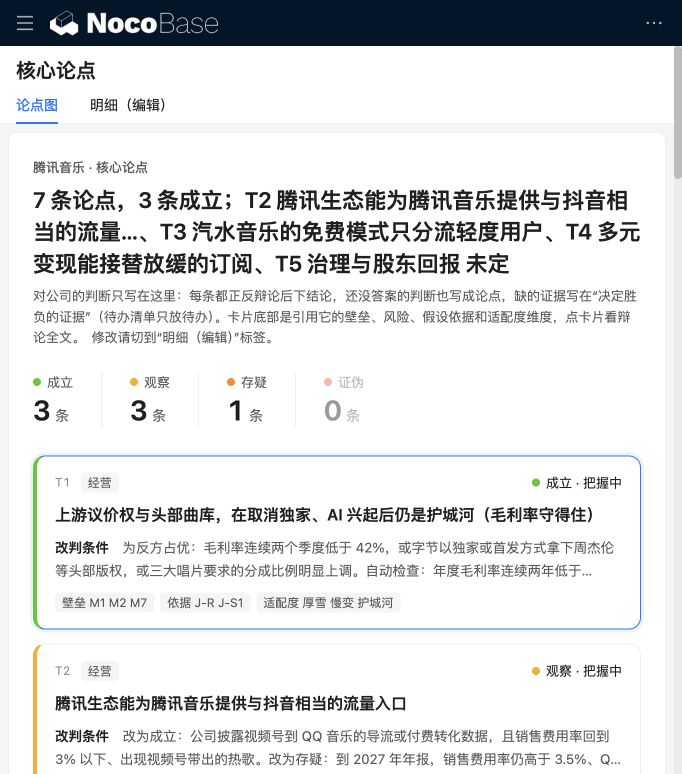 NocoBase
核心论点
论点图 明细（编辑）
腾讯音乐 · 核心论点
7 条论点，3 条成立；T2 腾讯生态能为腾讯音乐提供与抖音相
当的流量…、T3 汽水音乐的免费模式只分流轻度用户、T4 多元
变现能接替放缓的订阅、T5 治理与股东回报 未定
对公司的判断只写在这里：每条都正反辩论后下结论，还没答案的判断也写成论点，缺的证据写在“决定胜
负的证据”（待办清单只放待办）。卡片底部是引用它的壁垒、风险、假设依据和适配度维度，点卡片看辩
论全文。 修改请切到“明细（编辑）”标签。
成立 观察 存疑 证伪
3 条 3 条 1 条 0 条
T1 经营 成立 · 把握中
上游议价权与头部曲库，在取消独家、AI 兴起后仍是护城河（毛利率守得住）
改判条件 为反方占优：毛利率连续两个季度低于 42%，或字节以独家或首发方式拿下周杰伦
等头部版权，或三大唱片要求的分成比例明显上调。自动检查：年度毛利率连续两年低于...
壁垒 M1 M2 M7 依据 J-R J-S1 适配度 厚雪 慢变 护城河
T2 经营 观察 · 把握中
腾讯生态能为腾讯音乐提供与抖音相当的流量入口
改判条件 改为成立：公司披露视频号到 QQ 音乐的导流或付费转化数据，且销售费用率回到
3% 以下、出现视频号带出的热歌。改为存疑：到 2027 年年报，销售费用率仍高于 3.5%、Q...